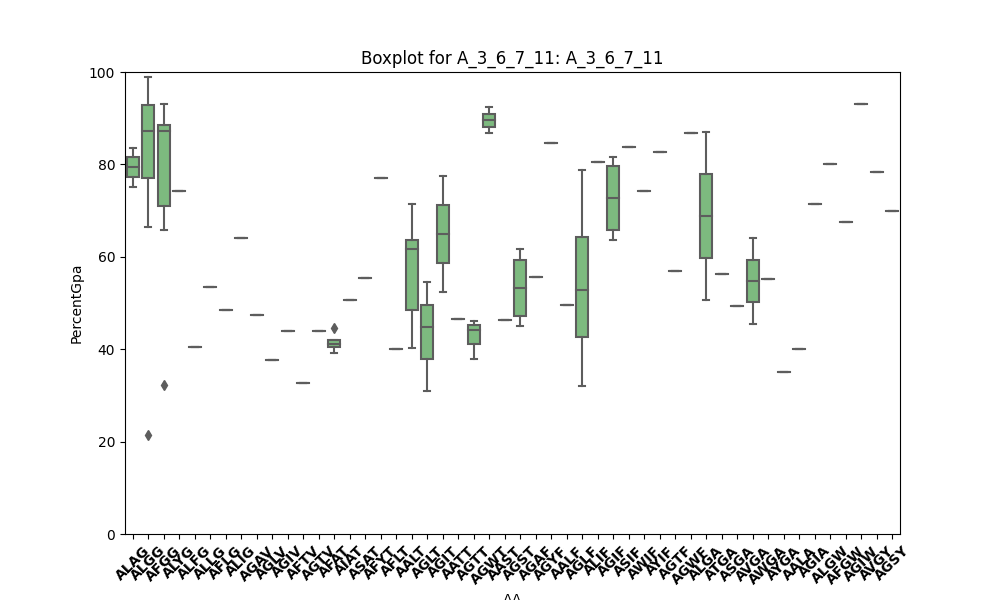 Boxplot for A_3_6_7_11: A_3_6_7_11
PercentGpa
100
80
60
40
20
0
ALAG
ALGG
AFGG
ALYG
ALFG
ALLG
AFLG
ALIG
AGAV
AGLV
AGIV
AFTV
AGTV
AFAT
AIAT
ASAT
AFYT
AFLT
AALT
AGLT
AGIT
AATT
AGTT
AGWT
AAST
AGST
AGAF
AGYF
AALF
AGLF
ALIF
AGIF
ASIF
AWIF
AYIF
AGTF
AGWF
ALGA
ATGA
ASGA
AVGA
AWGA
AYGA
AALA
AGIA
ALGW
AFGW
AGIW
AVGY
AGSY
AA